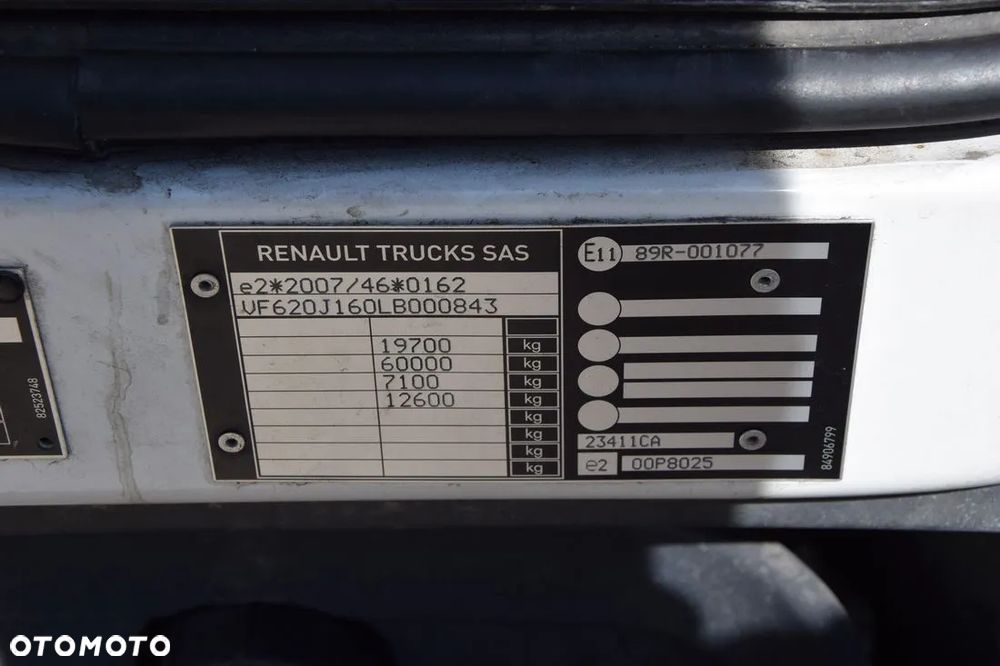 RENAULT TRUCKS SAS
e2*2007/46*0162
VF620J160LB000843
19700 kg
60000 kg
7100 kg
12600 kg
kg
kg
kg
kg
E11 89R-001077
23411CA
e2 00P8025
84906799
82523748
OTOMOTO